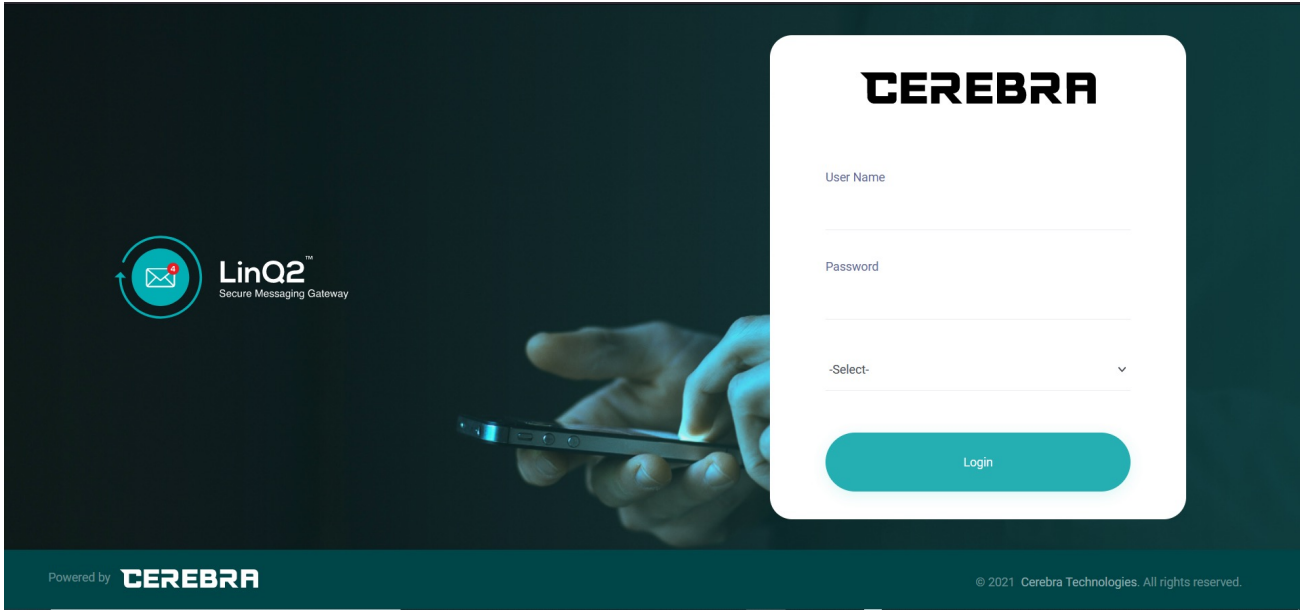 CEREBRA
User Name
Password
-Select-
Login
4
LinQ2™
Secure Messaging Gateway
Powered by CEREBRA
© 2021 Cerebra Technologies. All rights reserved.